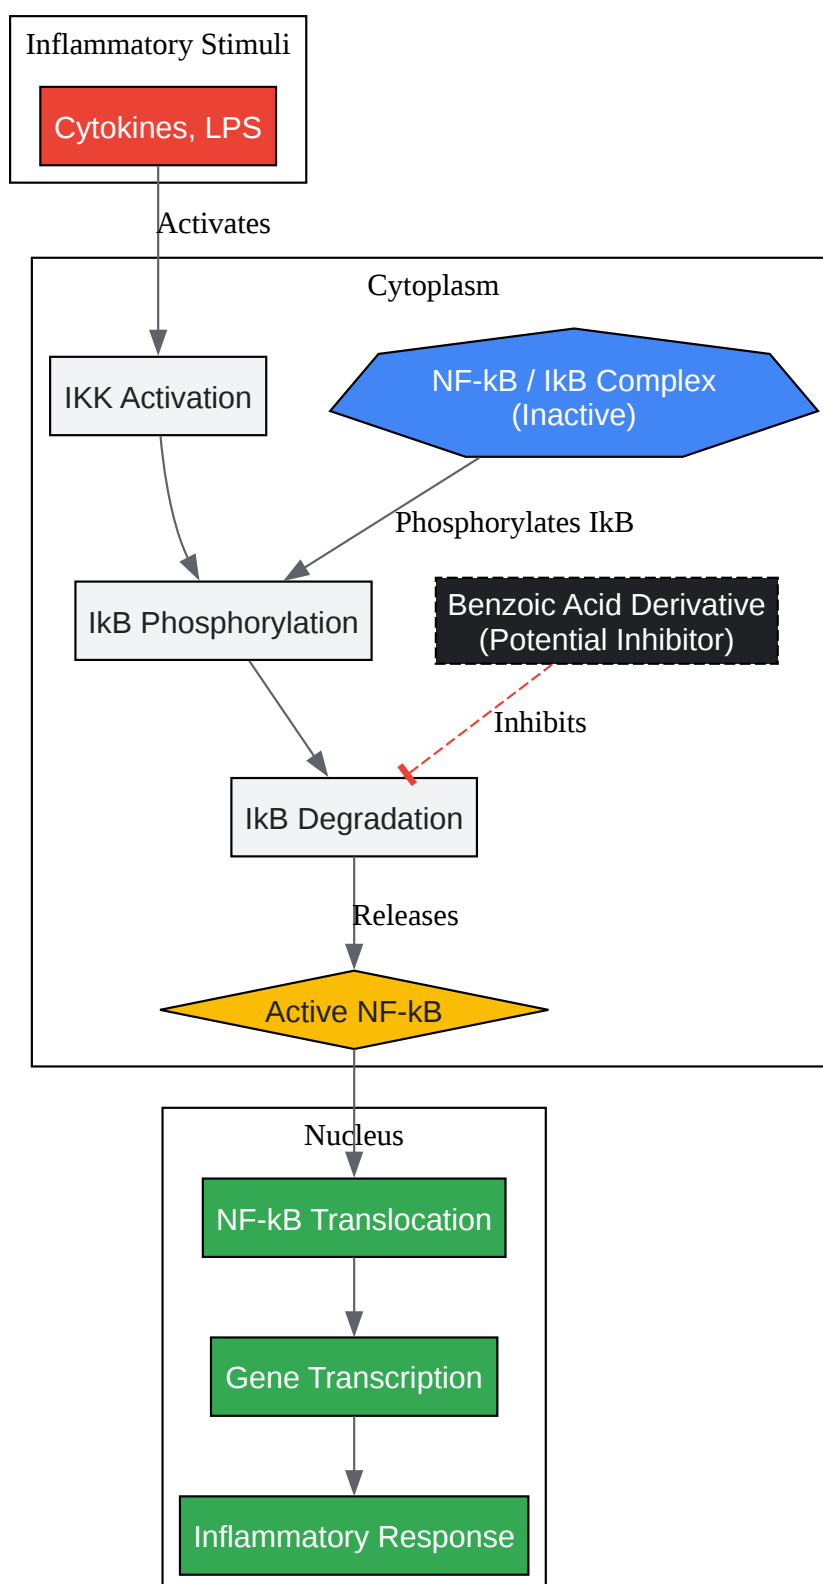 Inflammatory Stimuli
Cytokines, LPS
Activates
Cytoplasm
IKK Activation
NF-kB / IkB Complex
(Inactive)
Phosphorylates IkB
IkB Phosphorylation
Benzoic Acid Derivative
(Potential Inhibitor)
Inhibits
IkB Degradation
Releases
Active NF-kB
Nucleus
NF-kB Translocation
Gene Transcription
Inflammatory Response